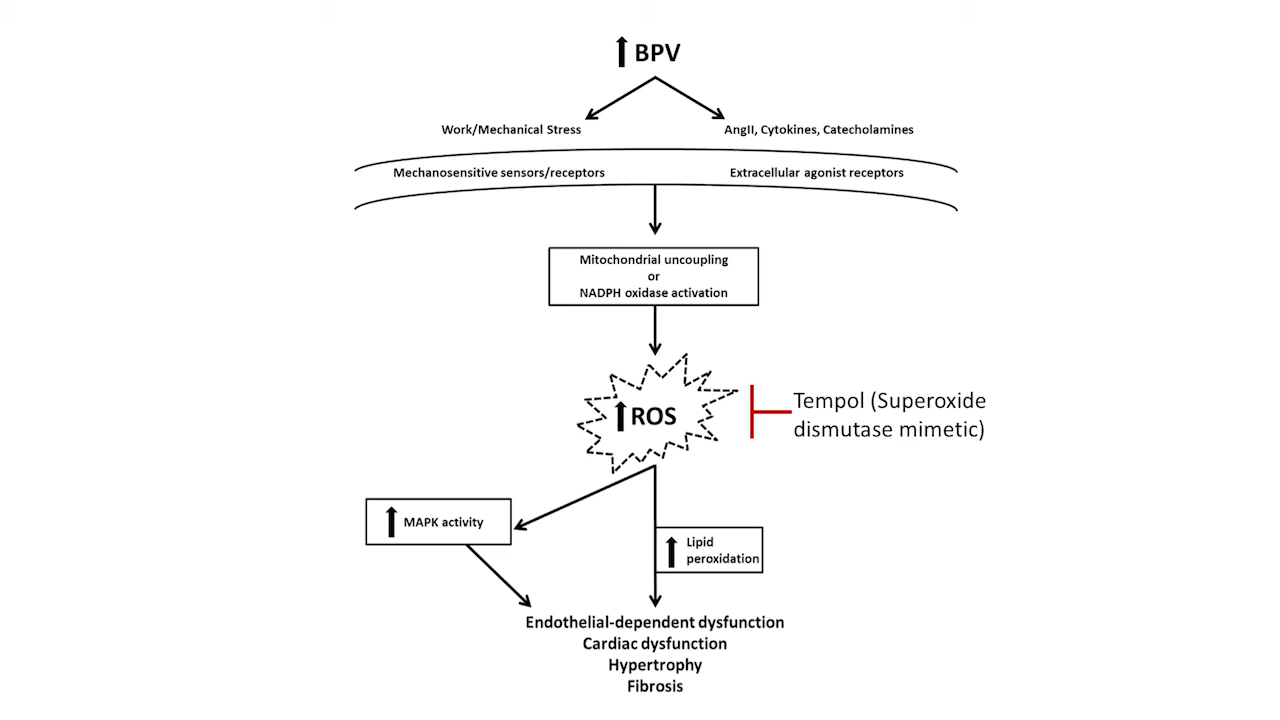 BPV
Work/Mechanical Stress
AngII, Cytokines, Catecholamines
Mechanosensitive sensors/receptors
Extracellular agonist receptors
Mitochondrial uncoupling
or
NADPH oxidase activation
ROS
Tempol (Superoxide
dismutase mimetic)
MAPK activity
Lipid
peroxidation
Endothelial-dependent dysfunction
Cardiac dysfunction
Hypertrophy
Fibrosis